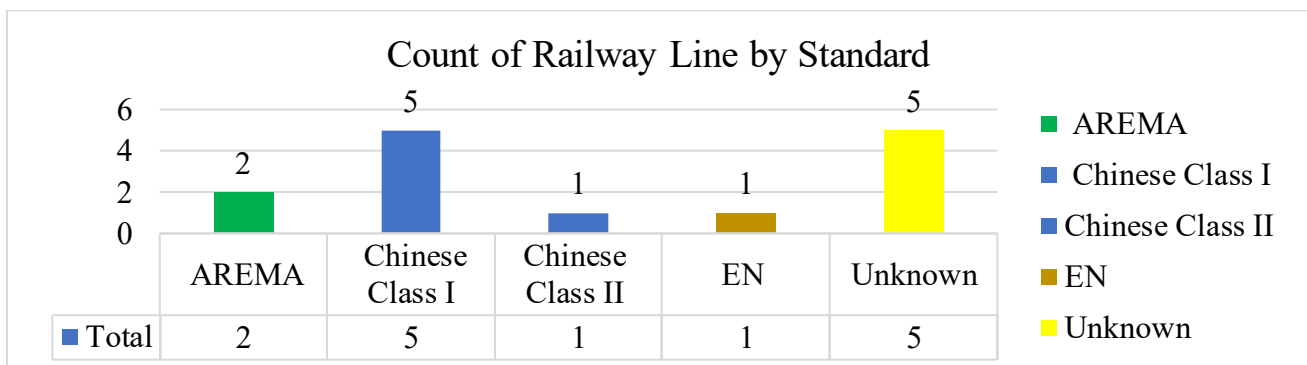 Count of Railway Line by Standard
6
4
2
0
2
5
1
1
5
AREMA
Chinese Class I
Chinese Class II
EN
Unknown
Total 2 5 1 1 5
AREMA
Chinese Class I
Chinese Class II
EN
Unknown